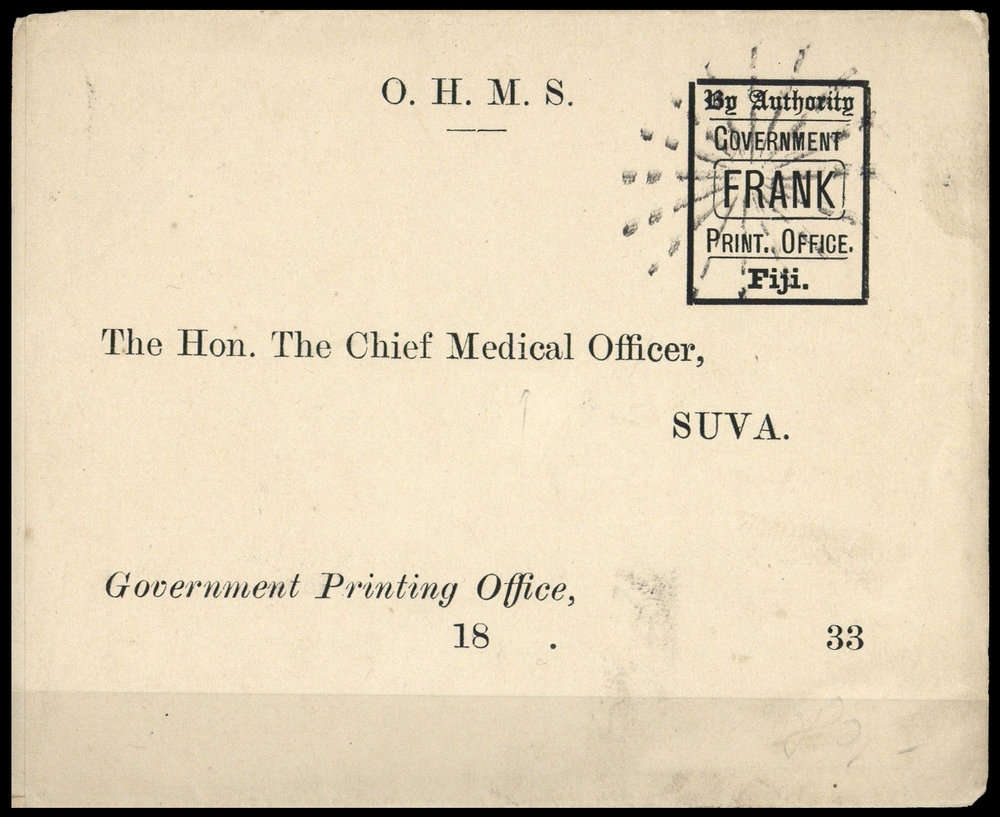 O. H. M. S.
By Authority
GOVERNMENT
FRANK
PRINT. OFFICE.
Fiji.
The Hon. The Chief Medical Officer,
SUVA.
Government Printing Office,
18 . 33